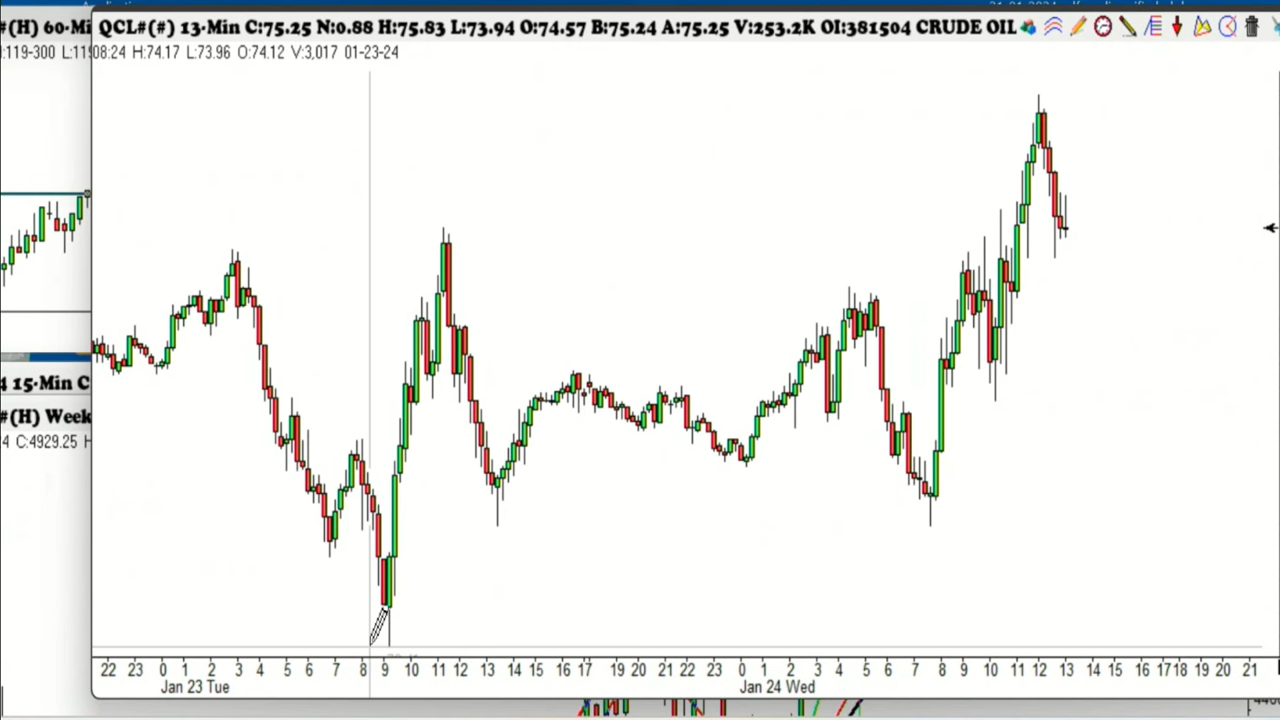 #(H) 60-Mi
QCL#(#) 13-Min C:75.25 N:0.88 H:75.83 L:73.94 O:74.57 B:75.24 A:75.25 V:253.2K OI:381504 CRUDE OIL
:119-300 L:11908:24 H:74.17 L:73.96 O:74.12 V:3,017 01-23-24
4 15-Min C
#(H) Week
4 C:4929.25 H
22 23 0 1 2 3 4 5 6 7 8 9 10 11 12 13 14 15 16 17 19 20 21 22 23 0 1 2 3 4 5 6 7 8 9 10 11 12 13 14 15 16 17 18 19 20 21
Jan 23 Tue Jan 24 Wed